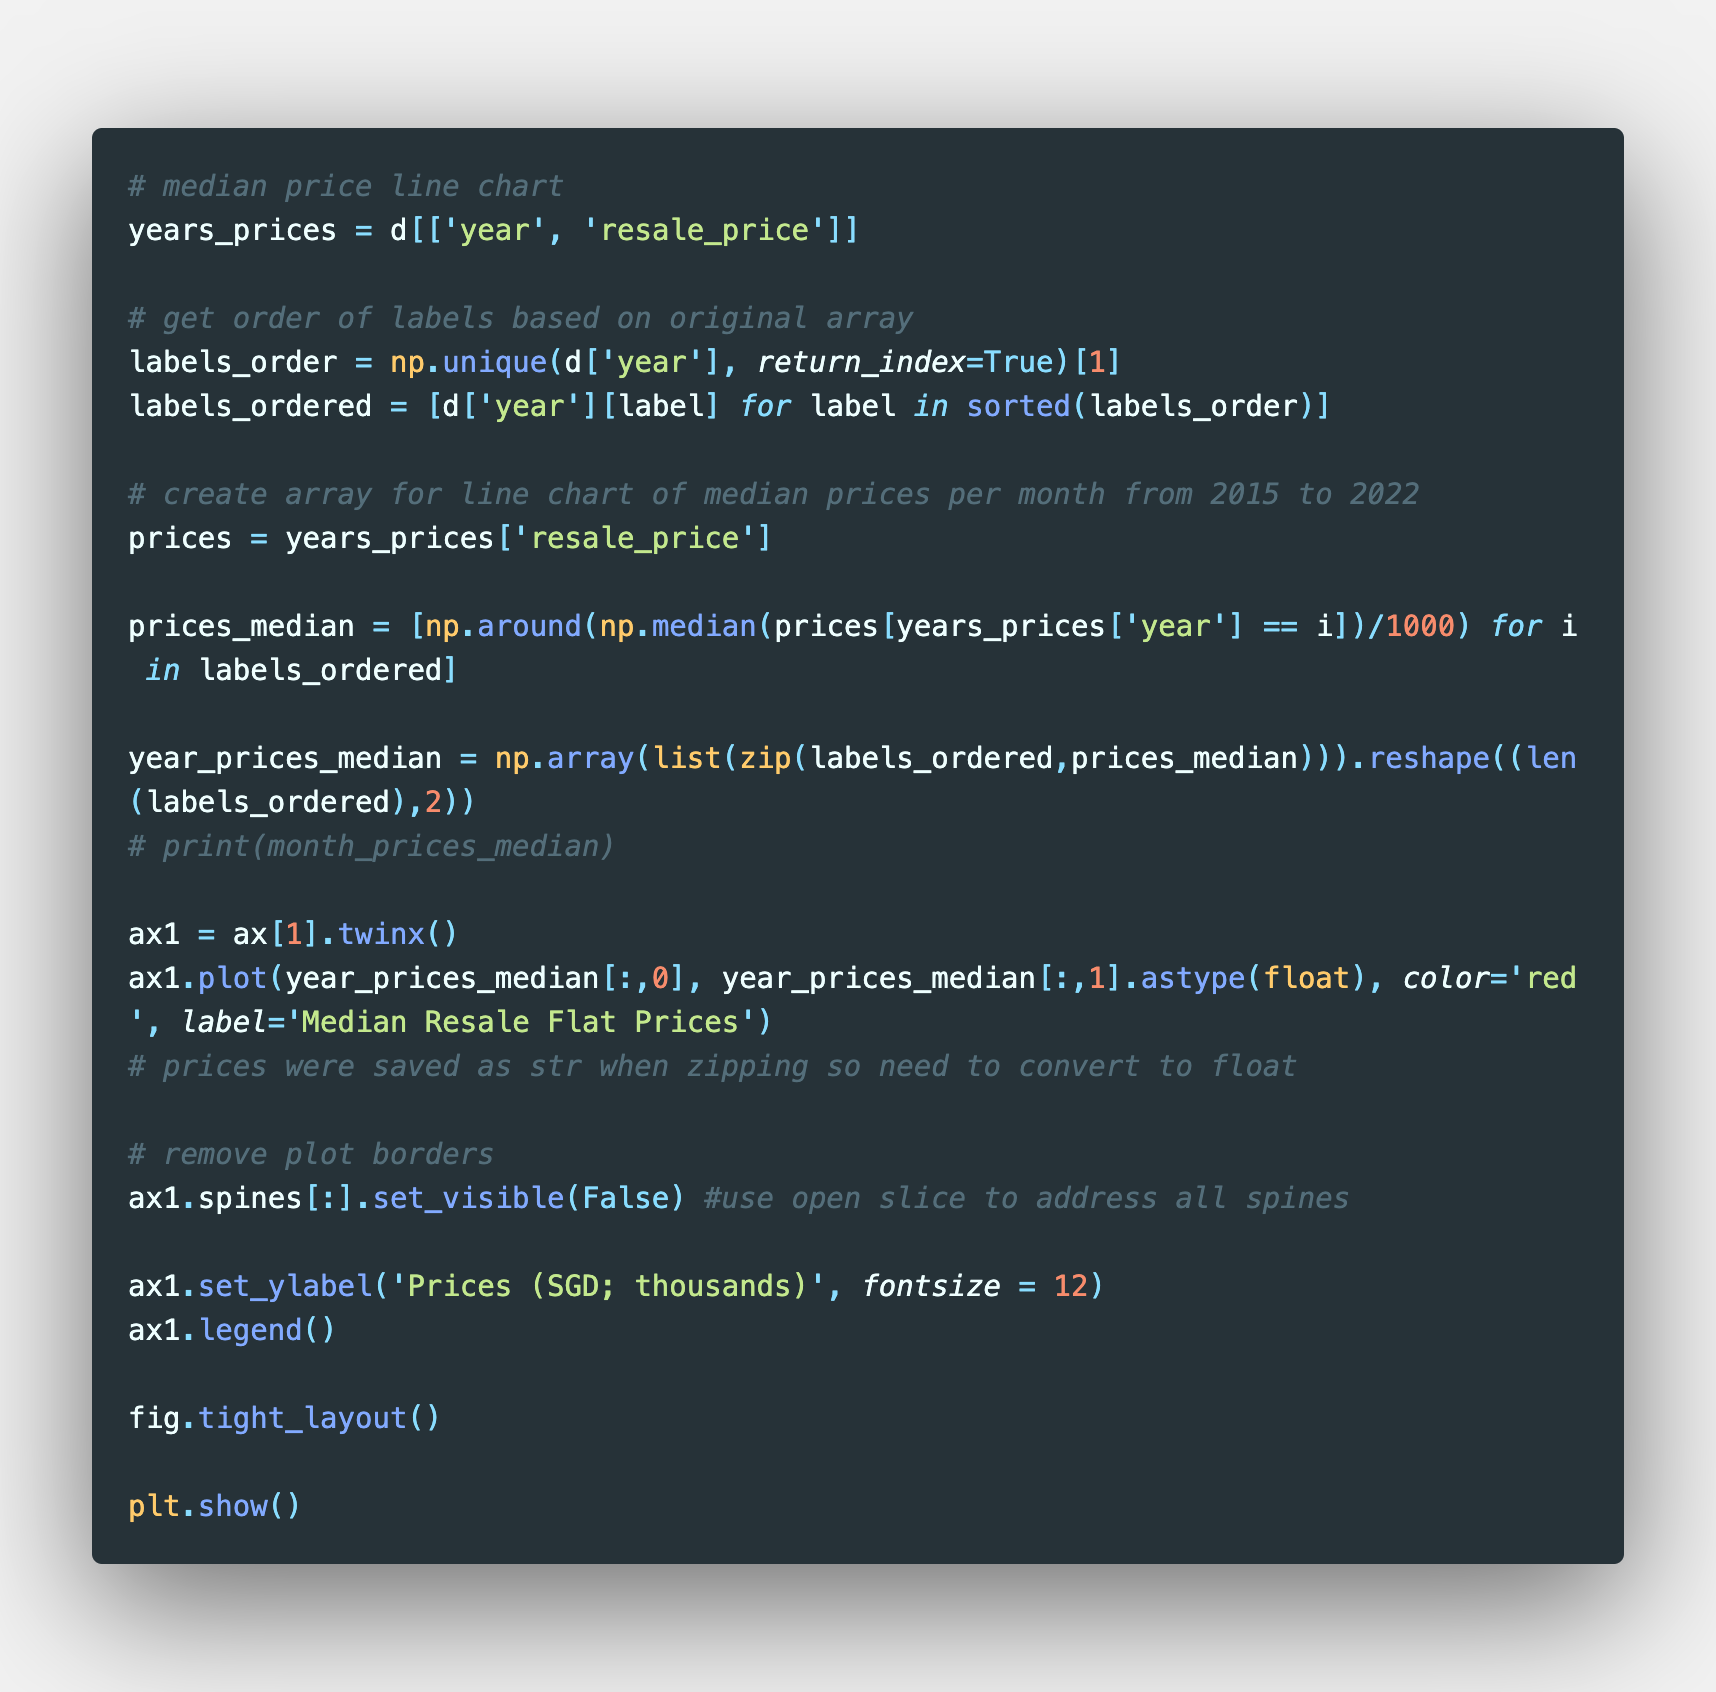 # median price line chart
years_prices = d[['year', 'resale_price']]
# get order of labels based on original array
labels_order = np.unique(d['year'], return_index=True)[1]
labels_ordered = [d['year'][label] for label in sorted(labels_order)]
# create array for line chart of median prices per month from 2015 to 2022
prices = years_prices['resale_price']
prices_median = [np.around(np.median(prices[years_prices['year'] == i])/1000) for i
 in labels_ordered]
year_prices_median = np.array(list(zip(labels_ordered,prices_median))).reshape((len
(labels_ordered),2))
# print(month_prices_median)
ax1 = ax[1].twinx()
ax1.plot(year_prices_median[:,0], year_prices_median[:,1].astype(float), color='red
', label='Median Resale Flat Prices')
# prices were saved as str when zipping so need to convert to float
# remove plot borders
ax1.spines[:].set_visible(False) #use open slice to address all spines
ax1.set_ylabel('Prices (SGD; thousands)', fontsize = 12)
ax1.legend()
fig.tight_layout()
plt.show()